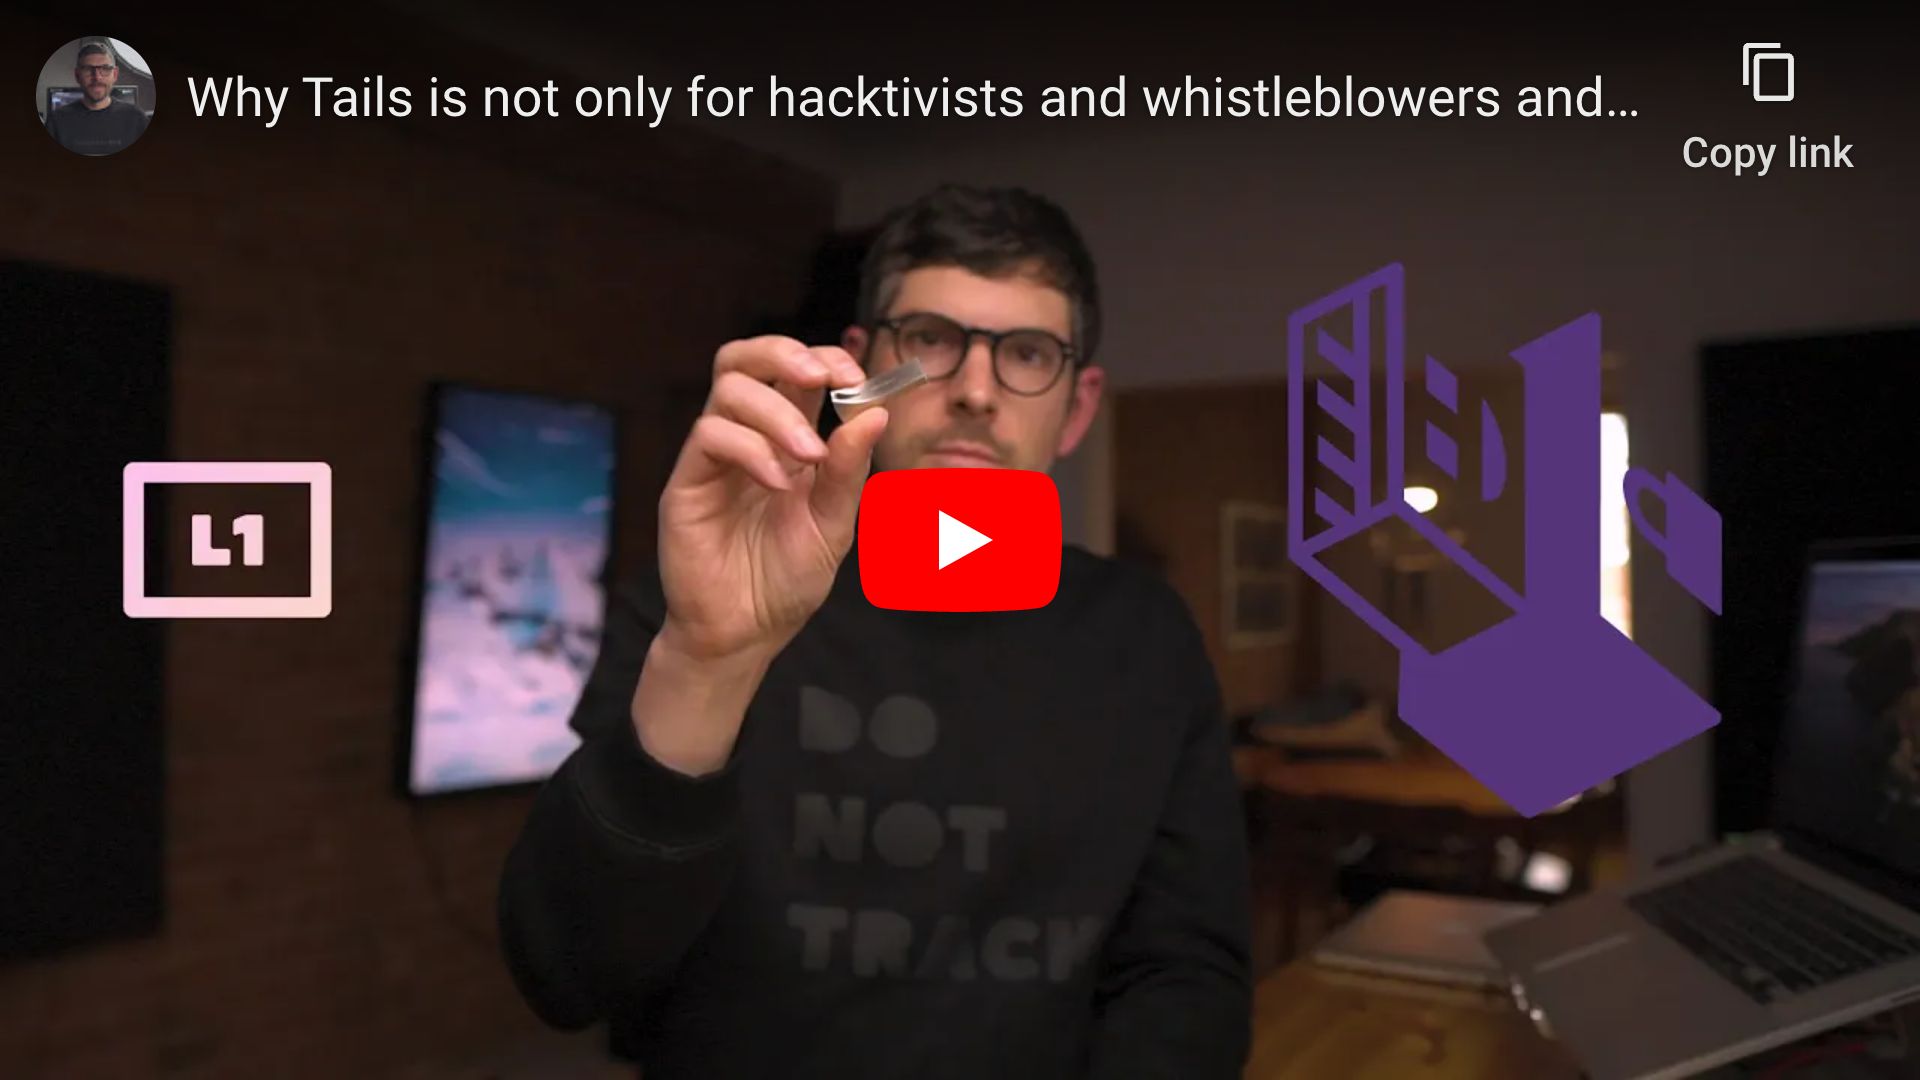 Why Tails is not only for hacktivists and whistleblowers and…
Copy link
L1
DO
NOT
TRACK